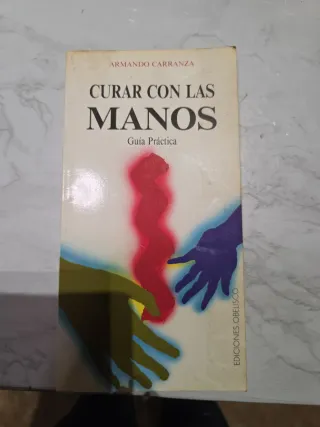 ARMANDO CARRANZA
CURAR CON LAS
MANOS
Guía Práctica
EDICIONES OBELISCO